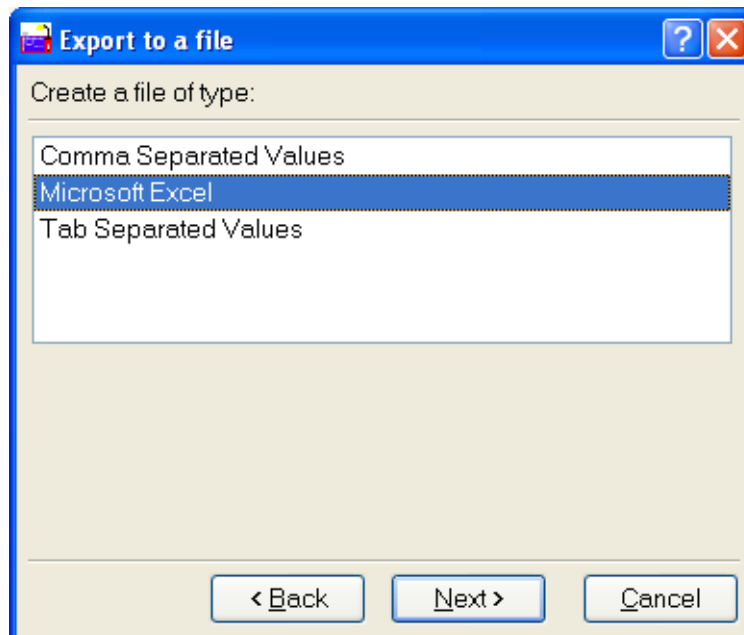 Export to a file
?
Create a file of type:
Comma Separated Values
Microsoft Excel
Tab Separated Values
< Back Next > Cancel